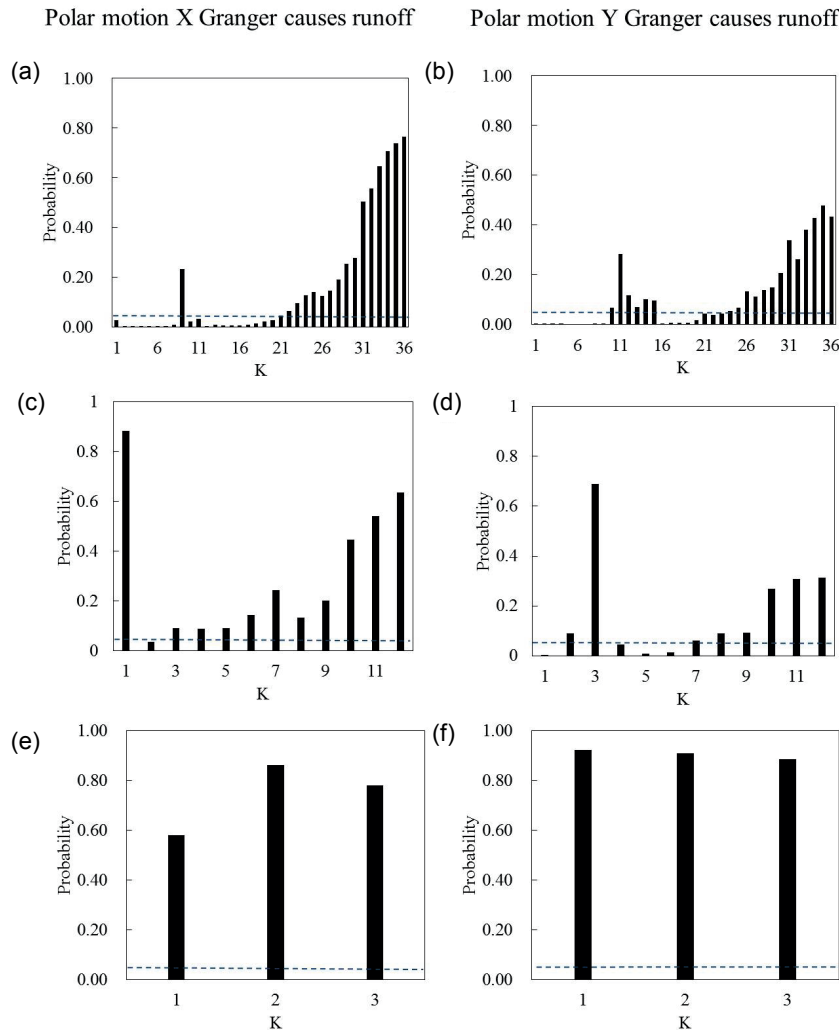 Polar motion X Granger causes runoff
Polar motion Y Granger causes runoff
(a)
1.00
0.80
0.60
0.40
0.20
0.00
Probability
1 6 11 16 21 26 31 36
K
(b)
1.00
0.80
0.60
0.40
0.20
0.00
Probability
1 6 11 16 21 26 31 36
K
(c)
1
0.8
0.6
0.4
0.2
0
Probability
1 3 5 7 9 11
K
(d)
1
0.8
0.6
0.4
0.2
0
Probability
1 3 5 7 9 11
K
(e)
1.00
0.80
0.60
0.40
0.20
0.00
Probability
1 2 3
K
(f)
1.00
0.80
0.60
0.40
0.20
0.00
Probability
1 2 3
K